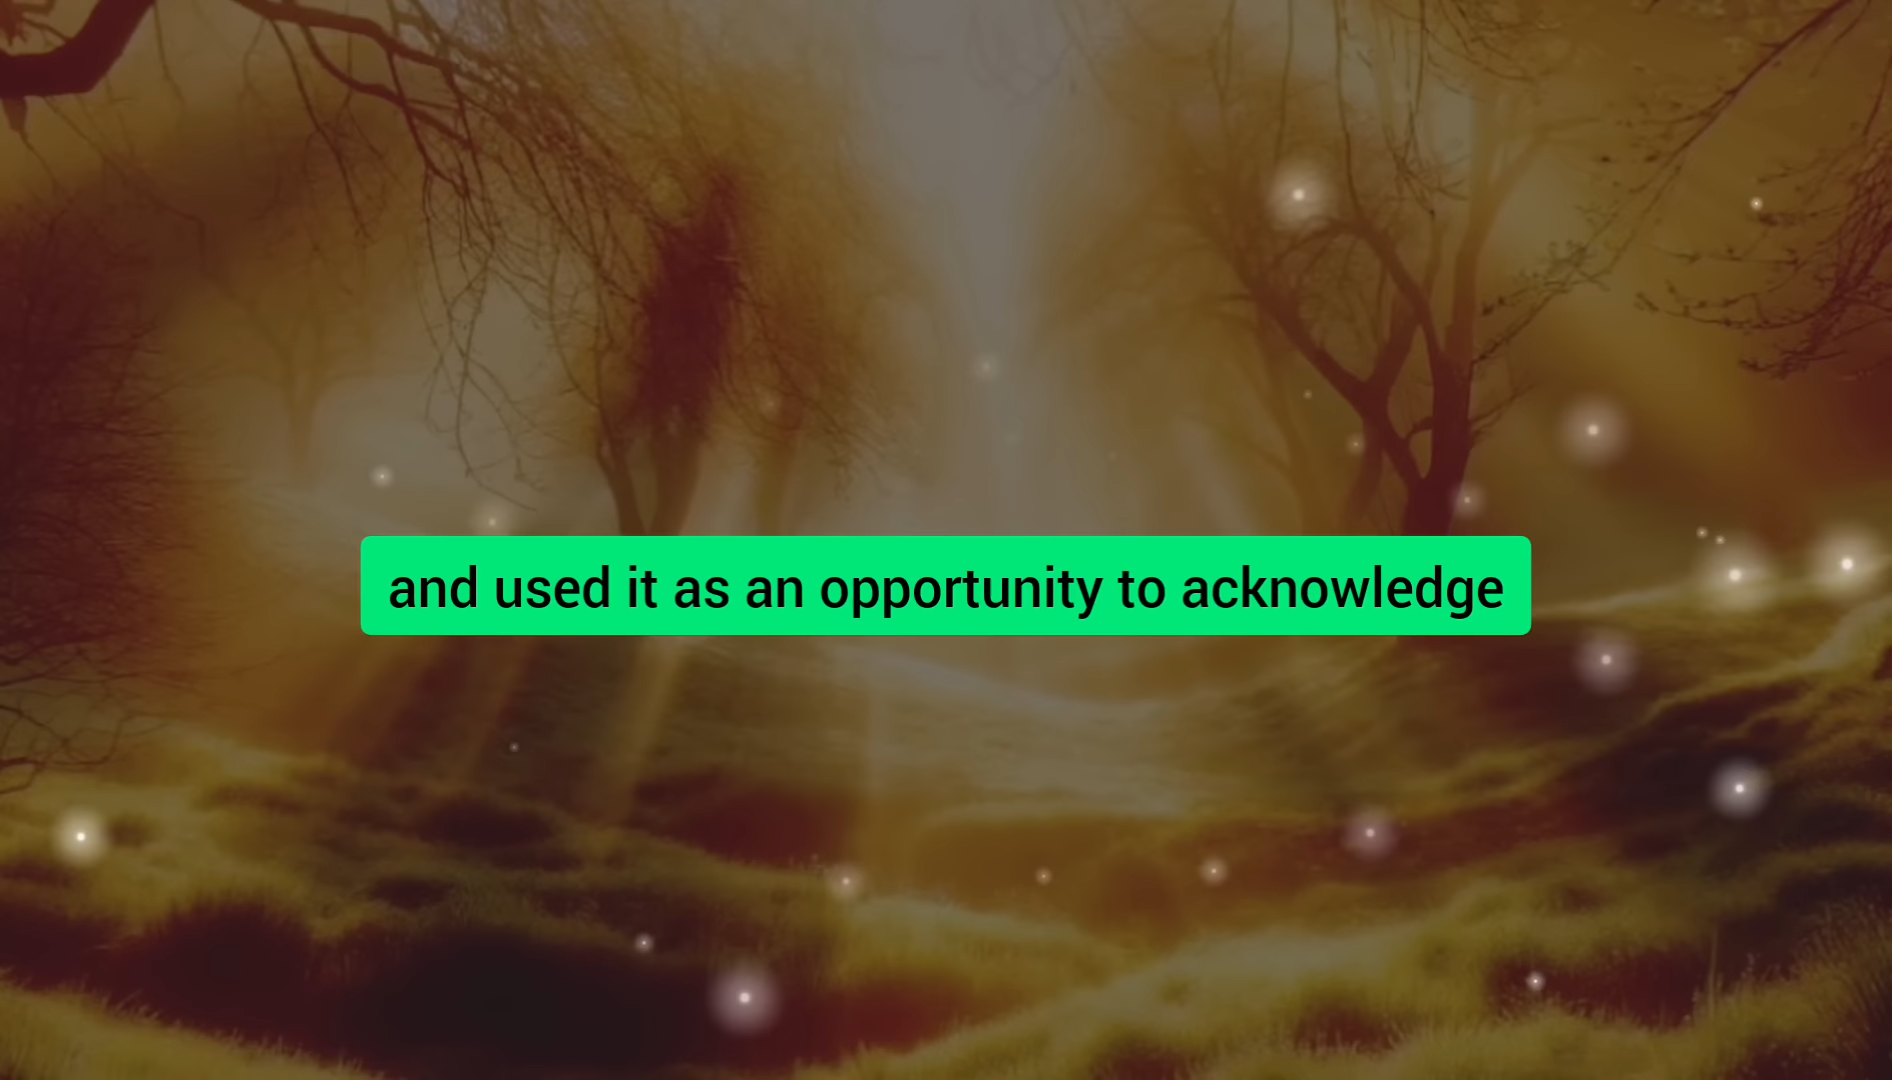 and used it as an opportunity to acknowledge